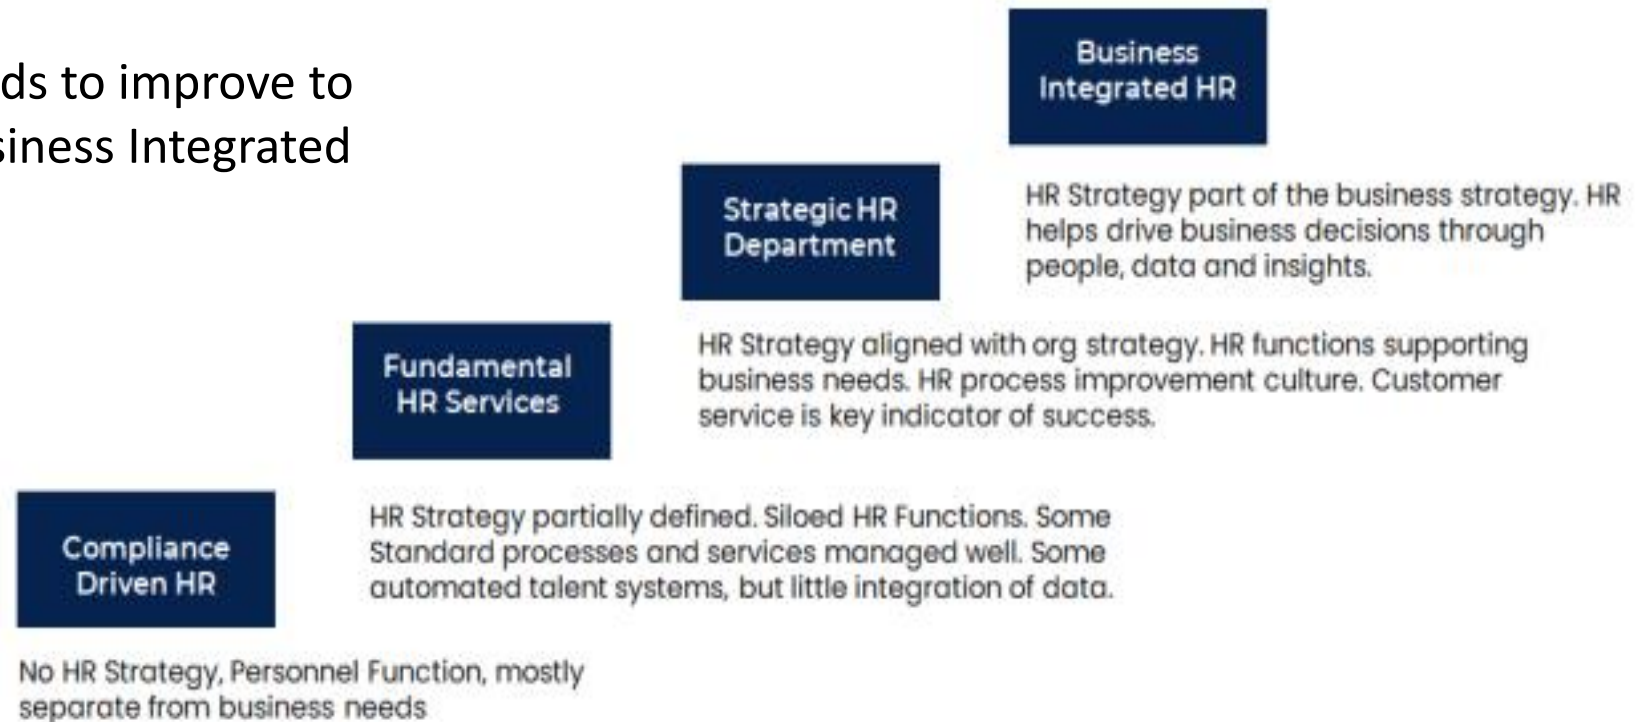 ds to improve to
siness Integrated
Business
Integrated HR
HR Strategy part of the business strategy. HR
helps drive business decisions through
people, data and insights.
Strategic HR
Department
HR Strategy aligned with org strategy. HR functions supporting
business needs. HR process improvement culture. Customer
service is key indicator of success.
Fundamental
HR Services
HR Strategy partially defined. Siloed HR Functions. Some
Standard processes and services managed well. Some
automated talent systems, but little integration of data.
Compliance
Driven HR
No HR Strategy, Personnel Function, mostly
separate from business needs